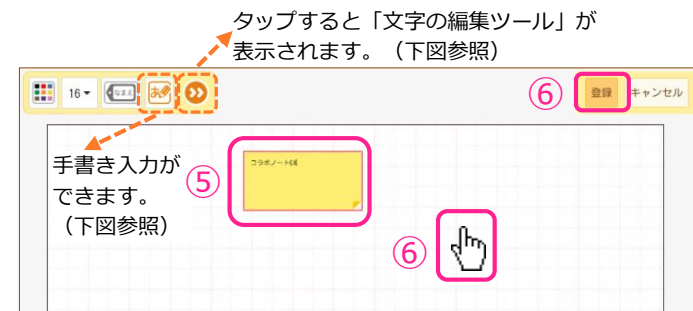 タップすると「文字の編集ツール」が
表示されます。（下図参照）
16
なまえ
あ
⑥
登録
キャンセル
手書き入力が
できます。
（下図参照）
⑤
コラボノートEX
⑥